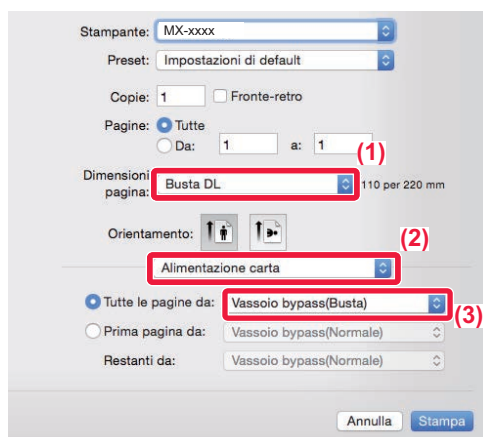 Stampante: MX-xxxx
Preset: Impostazioni di default
Copie: 1 Fronte-retro
Pagine: Tutte
Da: 1 a: 1
(1)
Dimensioni pagina: Busta DL 110 per 220 mm
Orientamento:
(2)
Alimentazione carta
Tutte le pagine da: Vassoio bypass(Busta)
(3)
Prima pagina da: Vassoio bypass(Normale)
Restanti da: Vassoio bypass(Normale)
Annulla Stampa